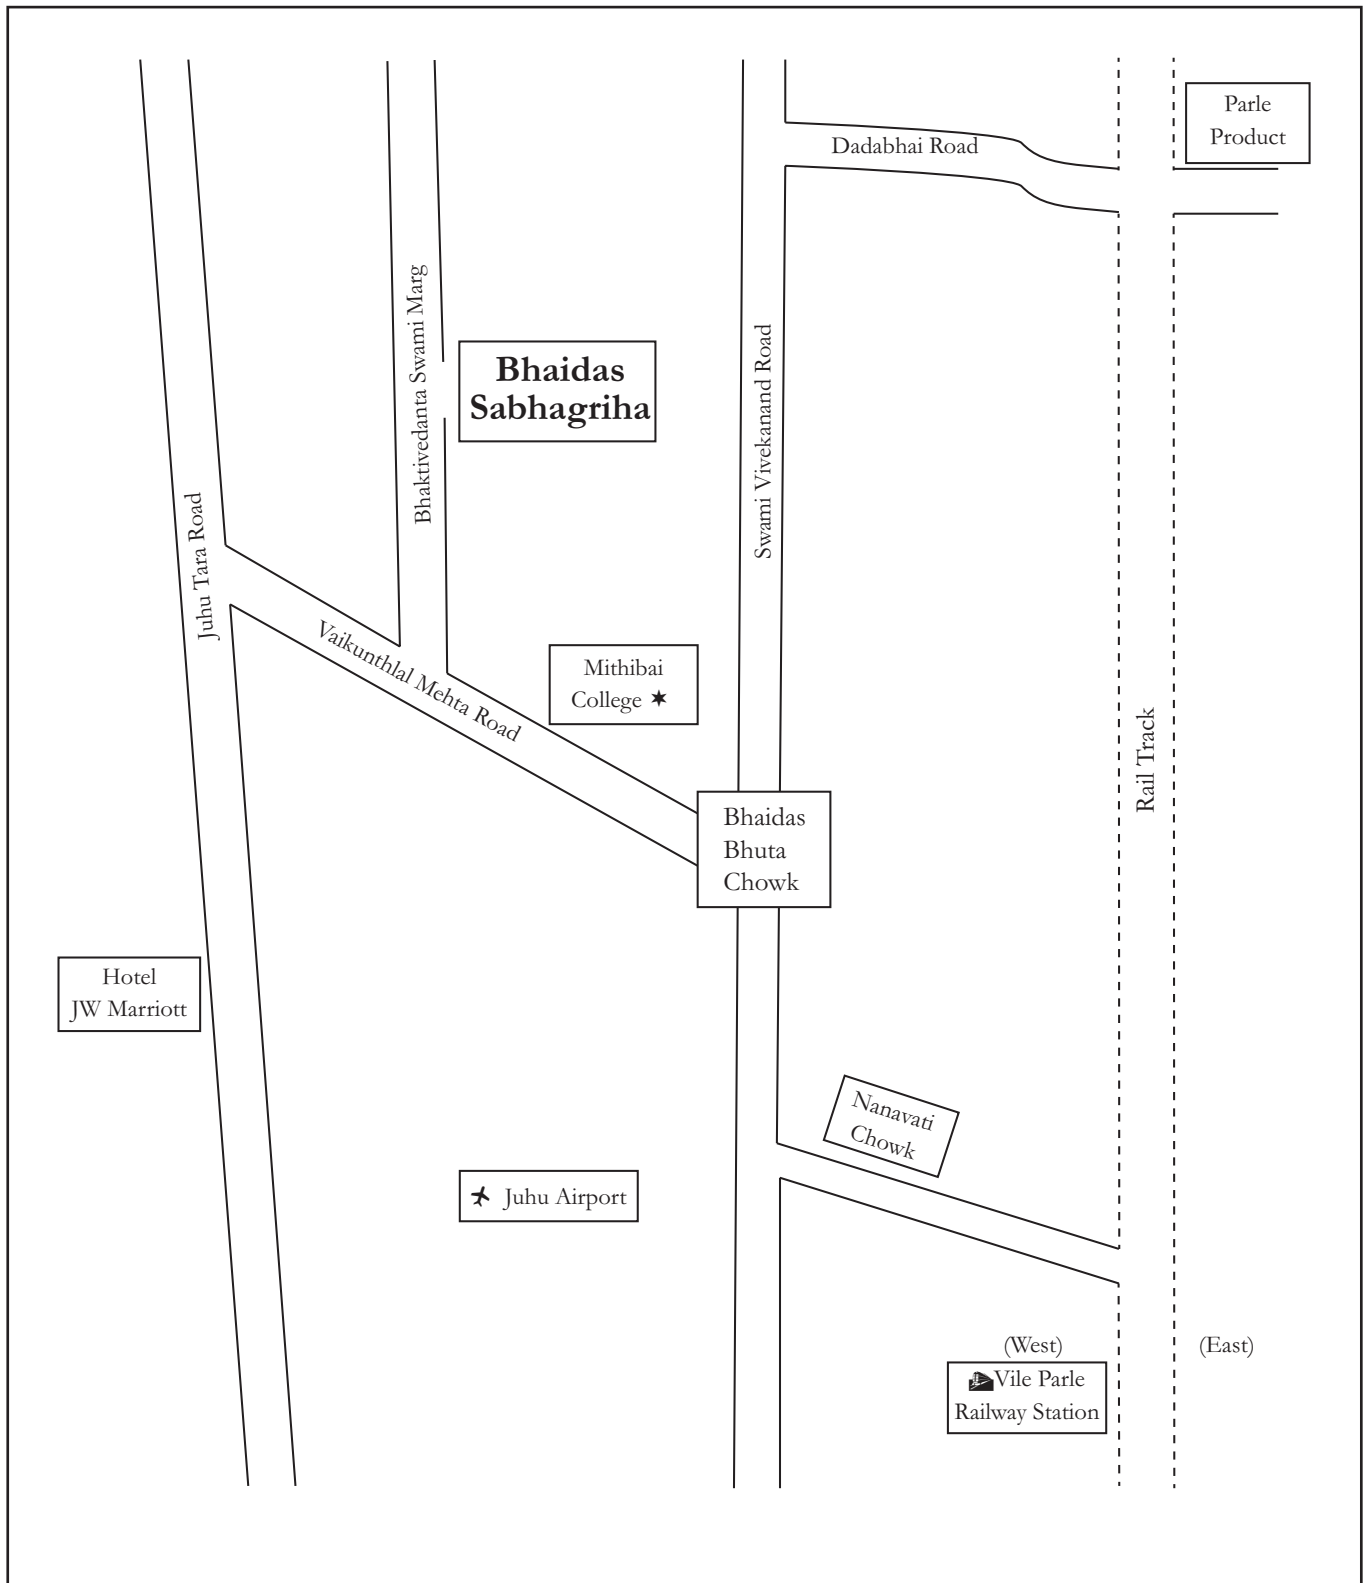 Parle
Product
Dadabhai Road
Bhaktivedanta Swami Marg
Swami Vivekanand Road
Bhaidas
Sabhagriha
Juhu Tara Road
Vaikunthlal Mehta Road
Mithibai
College
Rail Track
Bhaidas
Bhuta
Chowk
Hotel
JW Marriott
Nanavati
Chowk
Juhu Airport
(West)
(East)
Vile Parle
Railway Station